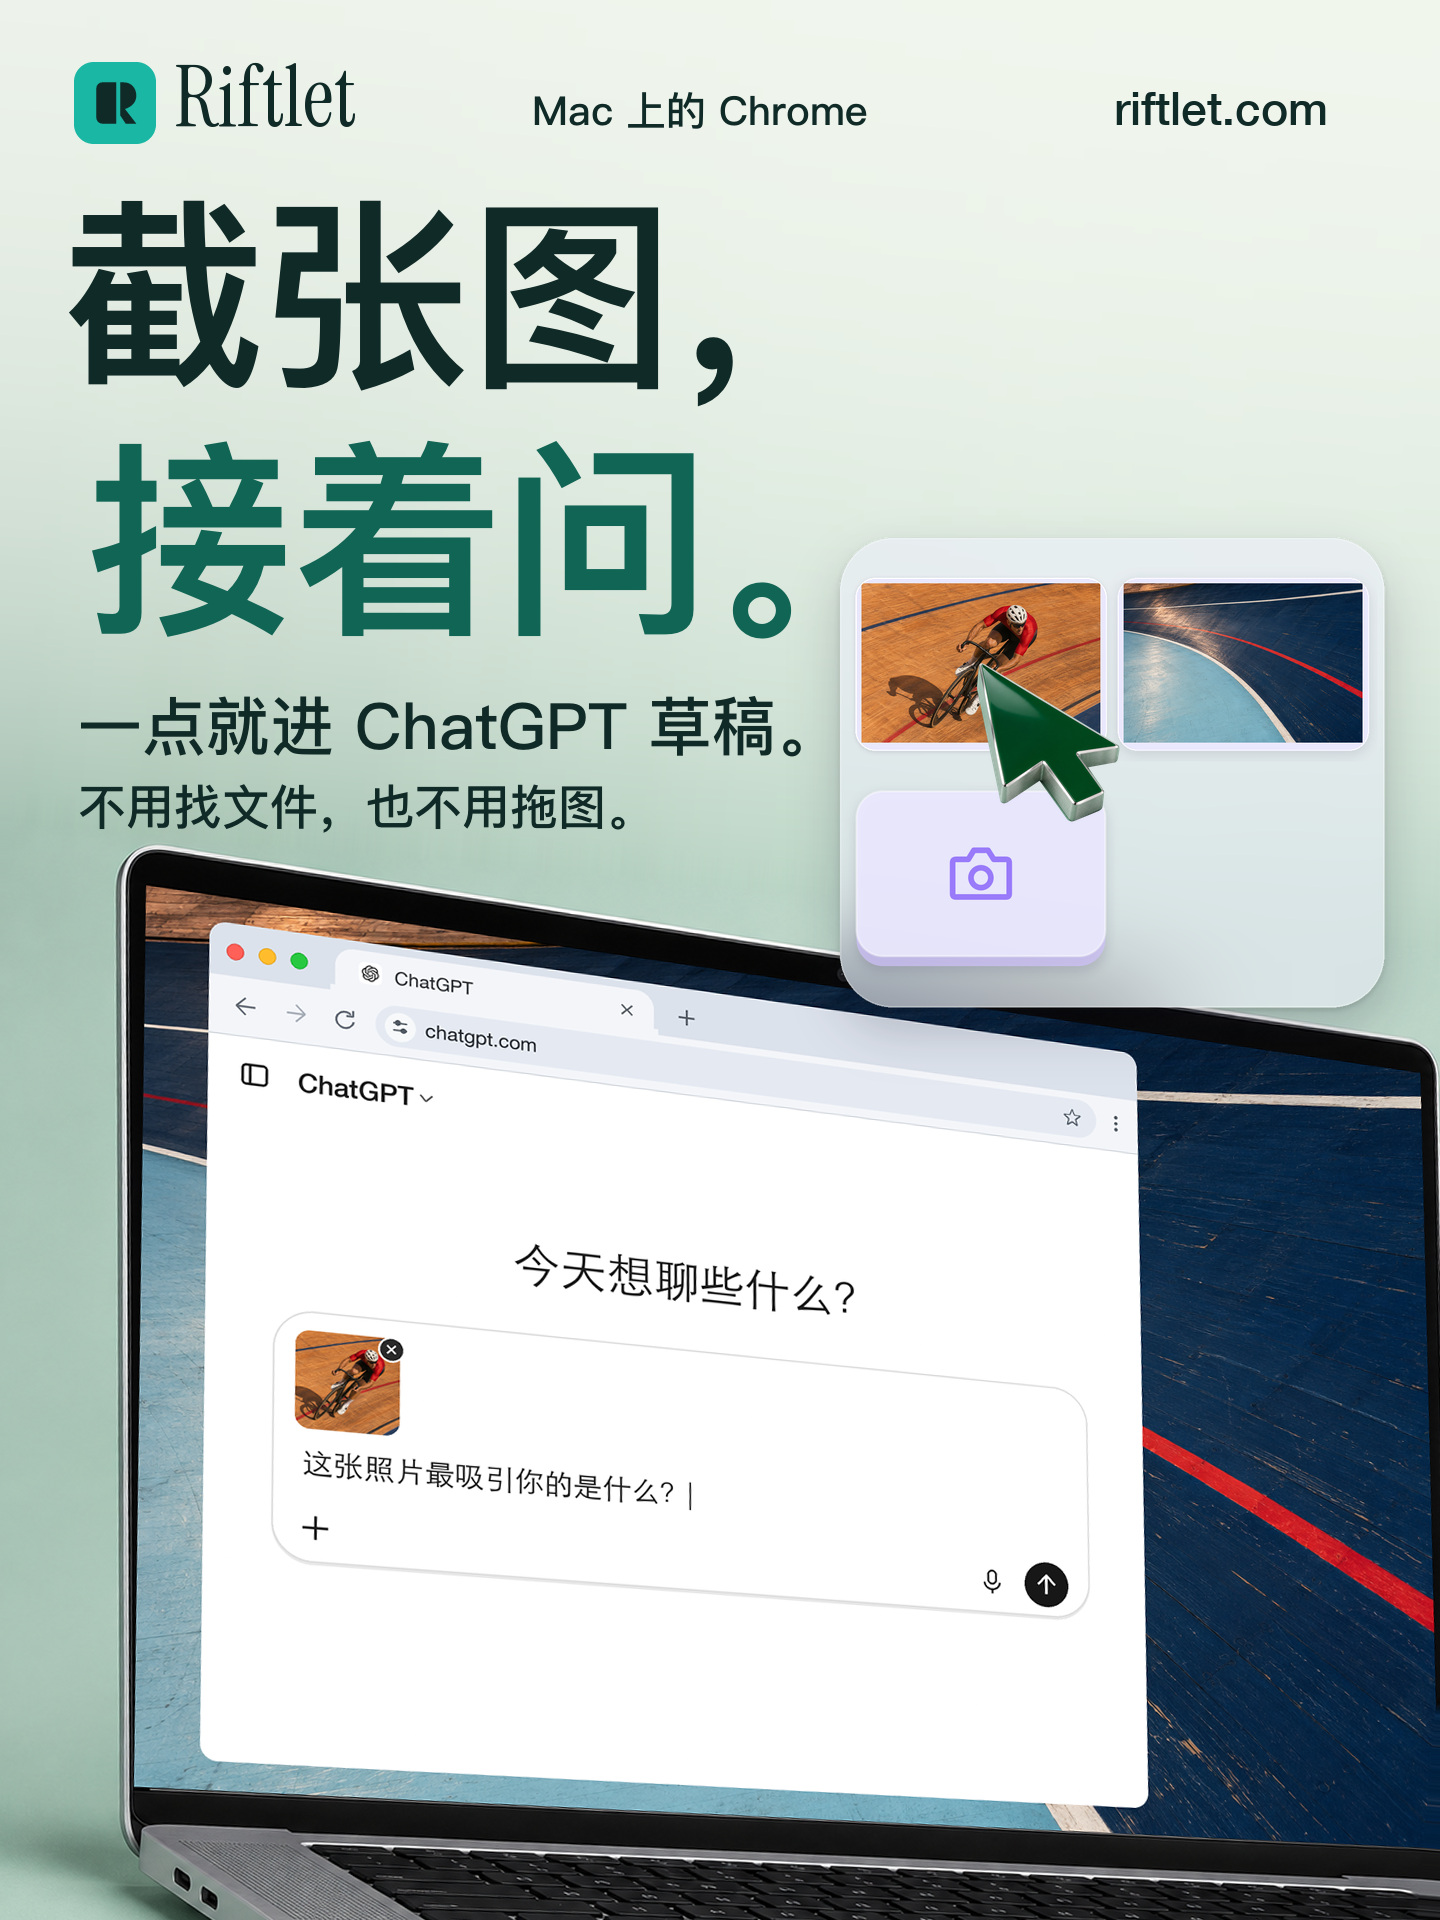 Riftlet
Mac 上的 Chrome
riftlet.com
截张图，
接着问。
一点就进 ChatGPT 草稿。
不用找文件，也不用拖图。
ChatGPT
chatgpt.com
ChatGPT
今天想聊些什么？
这张照片最吸引你的是什么？